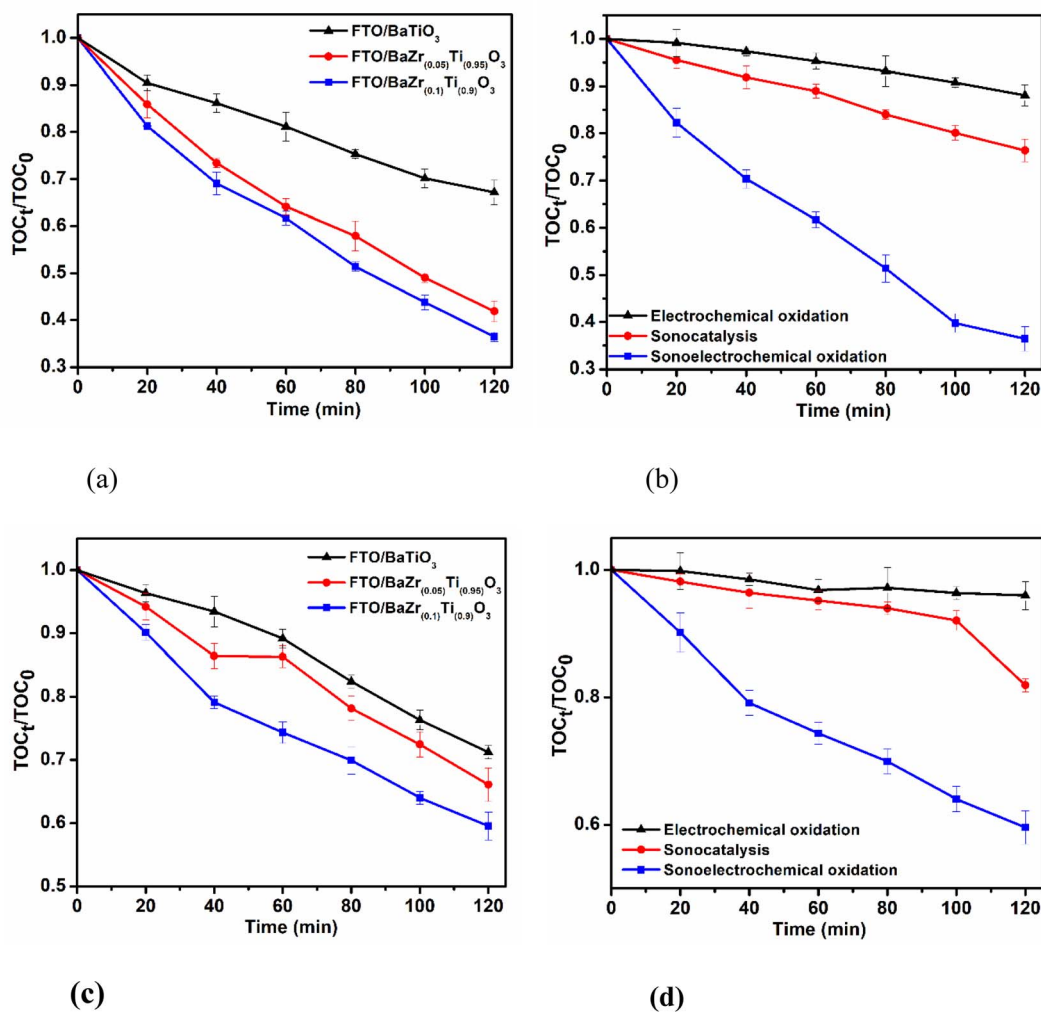 1.0
0.9
0.8
0.7
0.6
0.5
0.4
0.3
TOCt/TOC0
FTO/BaTiO3
FTO/BaZr(0.05)Ti(0.95)O3
FTO/BaZr(0.1)Ti(0.9)O3
0 20 40 60 80 100 120
Time (min)
(a)
1.0
0.9
0.8
0.7
0.6
0.5
0.4
0.3
TOCt/TOC0
Electrochemical oxidation
Sonocatalysis
Sonoelectrochemical oxidation
0 20 40 60 80 100 120
Time (min)
(b)
1.0
0.9
0.8
0.7
0.6
0.5
TOCt/TOC0
FTO/BaTiO3
FTO/BaZr(0.05)Ti(0.95)O3
FTO/BaZr(0.1)Ti(0.9)O3
0 20 40 60 80 100 120
Time (min)
(c)
1.0
0.8
0.6
TOCt/TOC0
Electrochemical oxidation
Sonocatalysis
Sonoelectrochemical oxidation
0 20 40 60 80 100 120
Time (min)
(d)